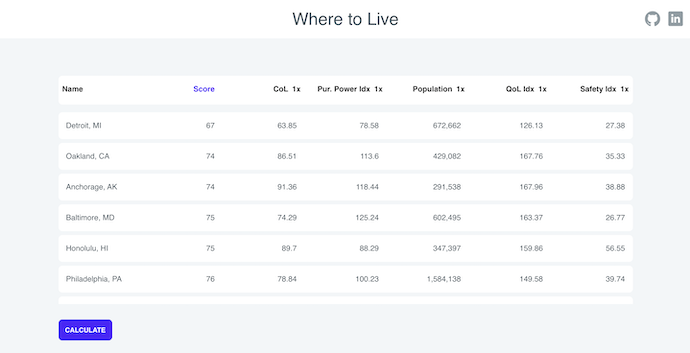 Where to Live
Name Score CoL 1x Pur. Power Idx 1x Population 1x QoL Idx 1x Safety Idx 1x
Detroit, MI 67 63.85 78.58 672,662 126.13 27.38
Oakland, CA 74 86.51 113.6 429,082 167.76 35.33
Anchorage, AK 74 91.36 118.44 291,538 167.96 38.88
Baltimore, MD 75 74.29 125.24 602,495 163.37 26.77
Honolulu, HI 75 89.7 88.29 347,397 159.86 56.55
Philadelphia, PA 76 78.84 100.23 1,584,138 149.58 39.74
CALCULATE